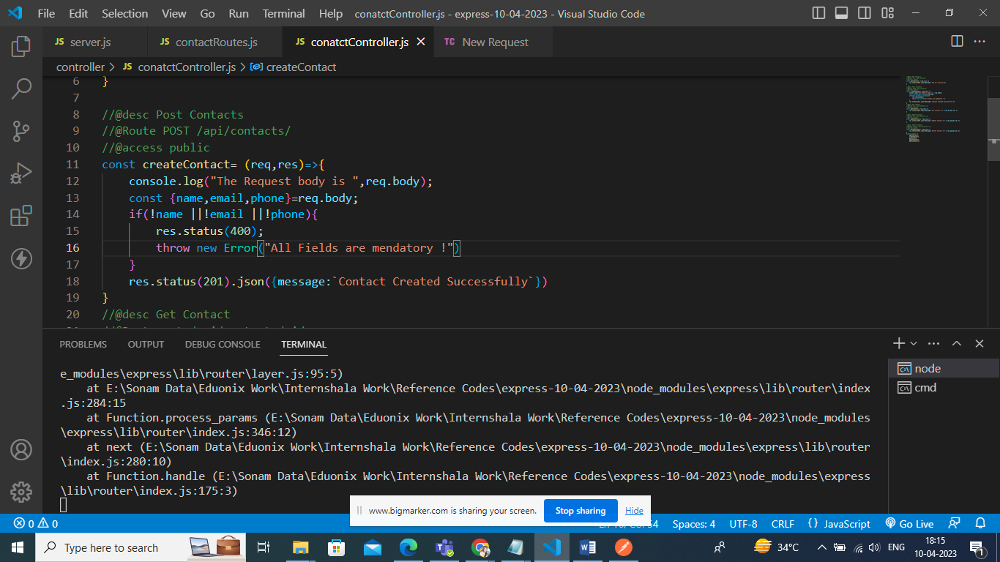 File Edit Selection View Go Run Terminal Help conatctController.js - express-10-04-2023 - Visual Studio Code
JS server.js JS contactRoutes.js JS conatctController.js TC New Request
controller > JS conatctController.js > createContact
6 }
7
8 //@desc Post Contacts
9 //@Route POST /api/contacts/
10 //@access public
11 const createContact= (req,res)=>{
12 console.log("The Request body is ",req.body);
13 const {name,email,phone}=req.body;
14 if(!name ||!email ||!phone){
15 res.status(400);
16 throw new Error("All Fields are mendatory !")
17 }
18 res.status(201).json({message:`Contact Created Successfully`})
19 }
20 //@desc Get Contact
PROBLEMS OUTPUT DEBUG CONSOLE TERMINAL
e_modules\express\lib\router\layer.js:95:5)
at E:\Sonam Data\Eduonix Work\Internshala Work\Reference Codes\express-10-04-2023\node_modules\express\lib\router\index
.js:284:15
at Function.process_params (E:\Sonam Data\Eduonix Work\Internshala Work\Reference Codes\express-10-04-2023\node_modules
\express\lib\router\index.js:346:12)
at next (E:\Sonam Data\Eduonix Work\Internshala Work\Reference Codes\express-10-04-2023\node_modules\express\lib\router
\index.js:280:10)
at Function.handle (E:\Sonam Data\Eduonix Work\Internshala Work\Reference Codes\express-10-04-2023\node_modules\express
\lib\router\index.js:175:3)
node
cmd
www.bigmarker.com is sharing your screen. Stop sharing Hide
0 0 Spaces: 4 UTF-8 CRLF {} JavaScript Go Live
Type here to search 34°C ENG 18:15
10-04-2023 1